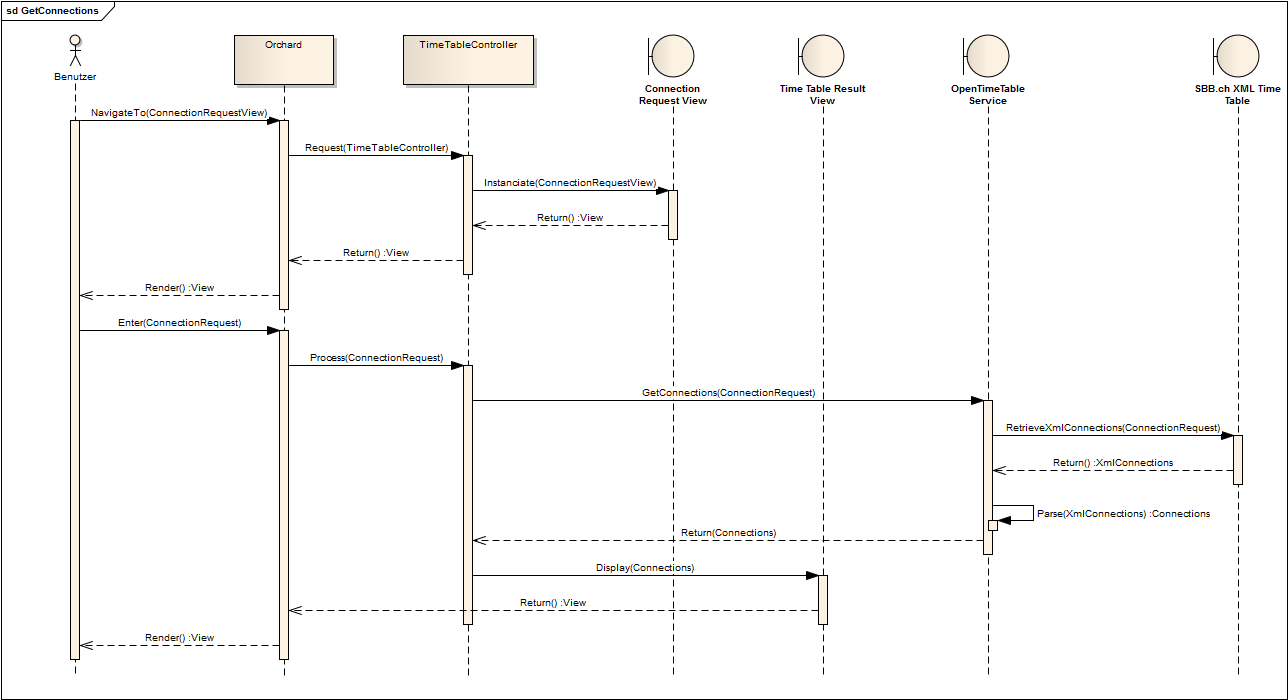 sd GetConnections
Benutzer
Orchard
TimeTableController
Connection
Request View
Time Table Result
View
OpenTimeTable
Service
SBB.ch XML Time
Table
NavigateTo(ConnectionRequestView)
Request(TimeTableController)
Instanciate(ConnectionRequestView)
Return() :View
Return() :View
Render() :View
Enter(ConnectionRequest)
Process(ConnectionRequest)
GetConnections(ConnectionRequest)
RetrieveXmlConnections(ConnectionRequest)
Return() :XmlConnections
Parse(XmlConnections) :Connections
Return(Connections)
Display(Connections)
Return() :View
Render() :View